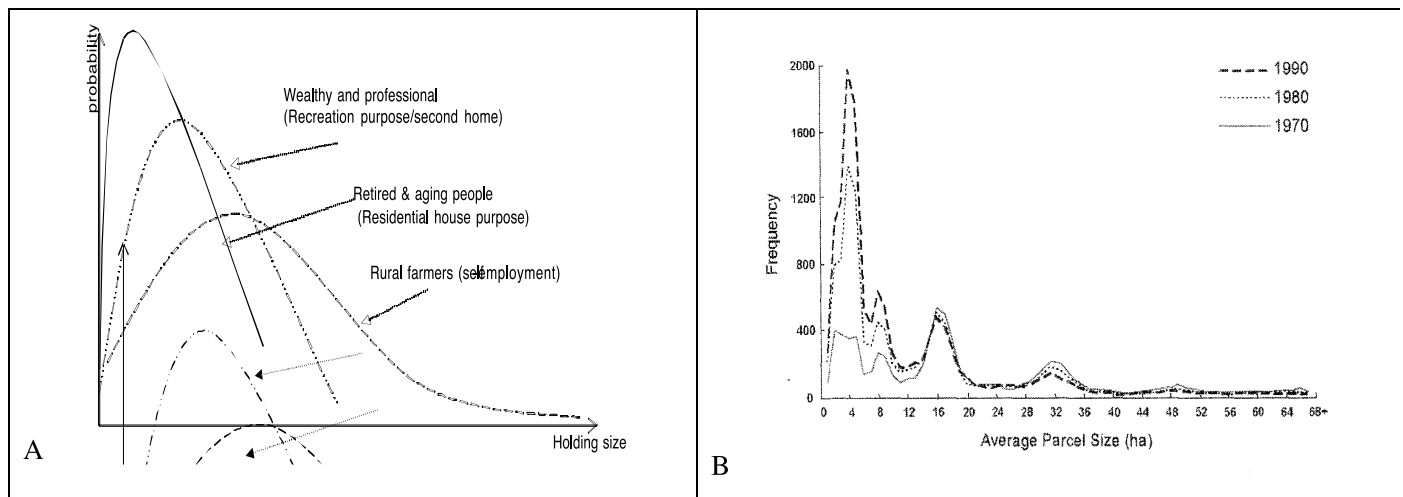 probability
Wealthy and professional
(Recreation purpose/second home)
Retired & aging people
(Residential house purpose)
Rural farmers (self-employment)
Holding size
A
1990
1980
1970
Frequency
2000
1600
1200
800
400
0
0 4 8 12 16 20 24 28 32 36 40 44 48 52 56 60 64 68+
Average Parcel Size (ha)
B